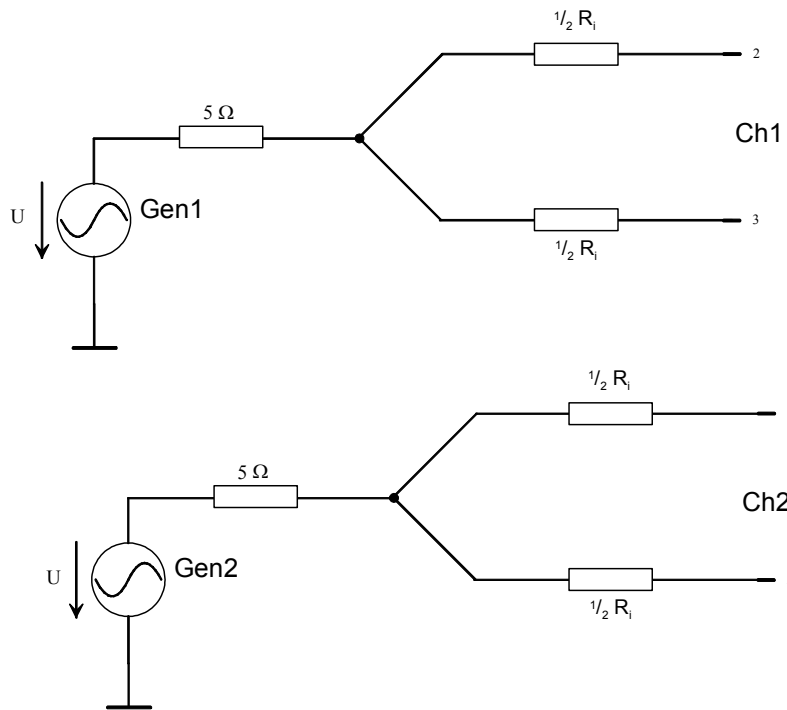 ½ Rᵢ
2
5 Ω
Ch1
U
Gen1
3
½ Rᵢ
½ Rᵢ
5 Ω
Ch2
U
Gen2
½ Rᵢ